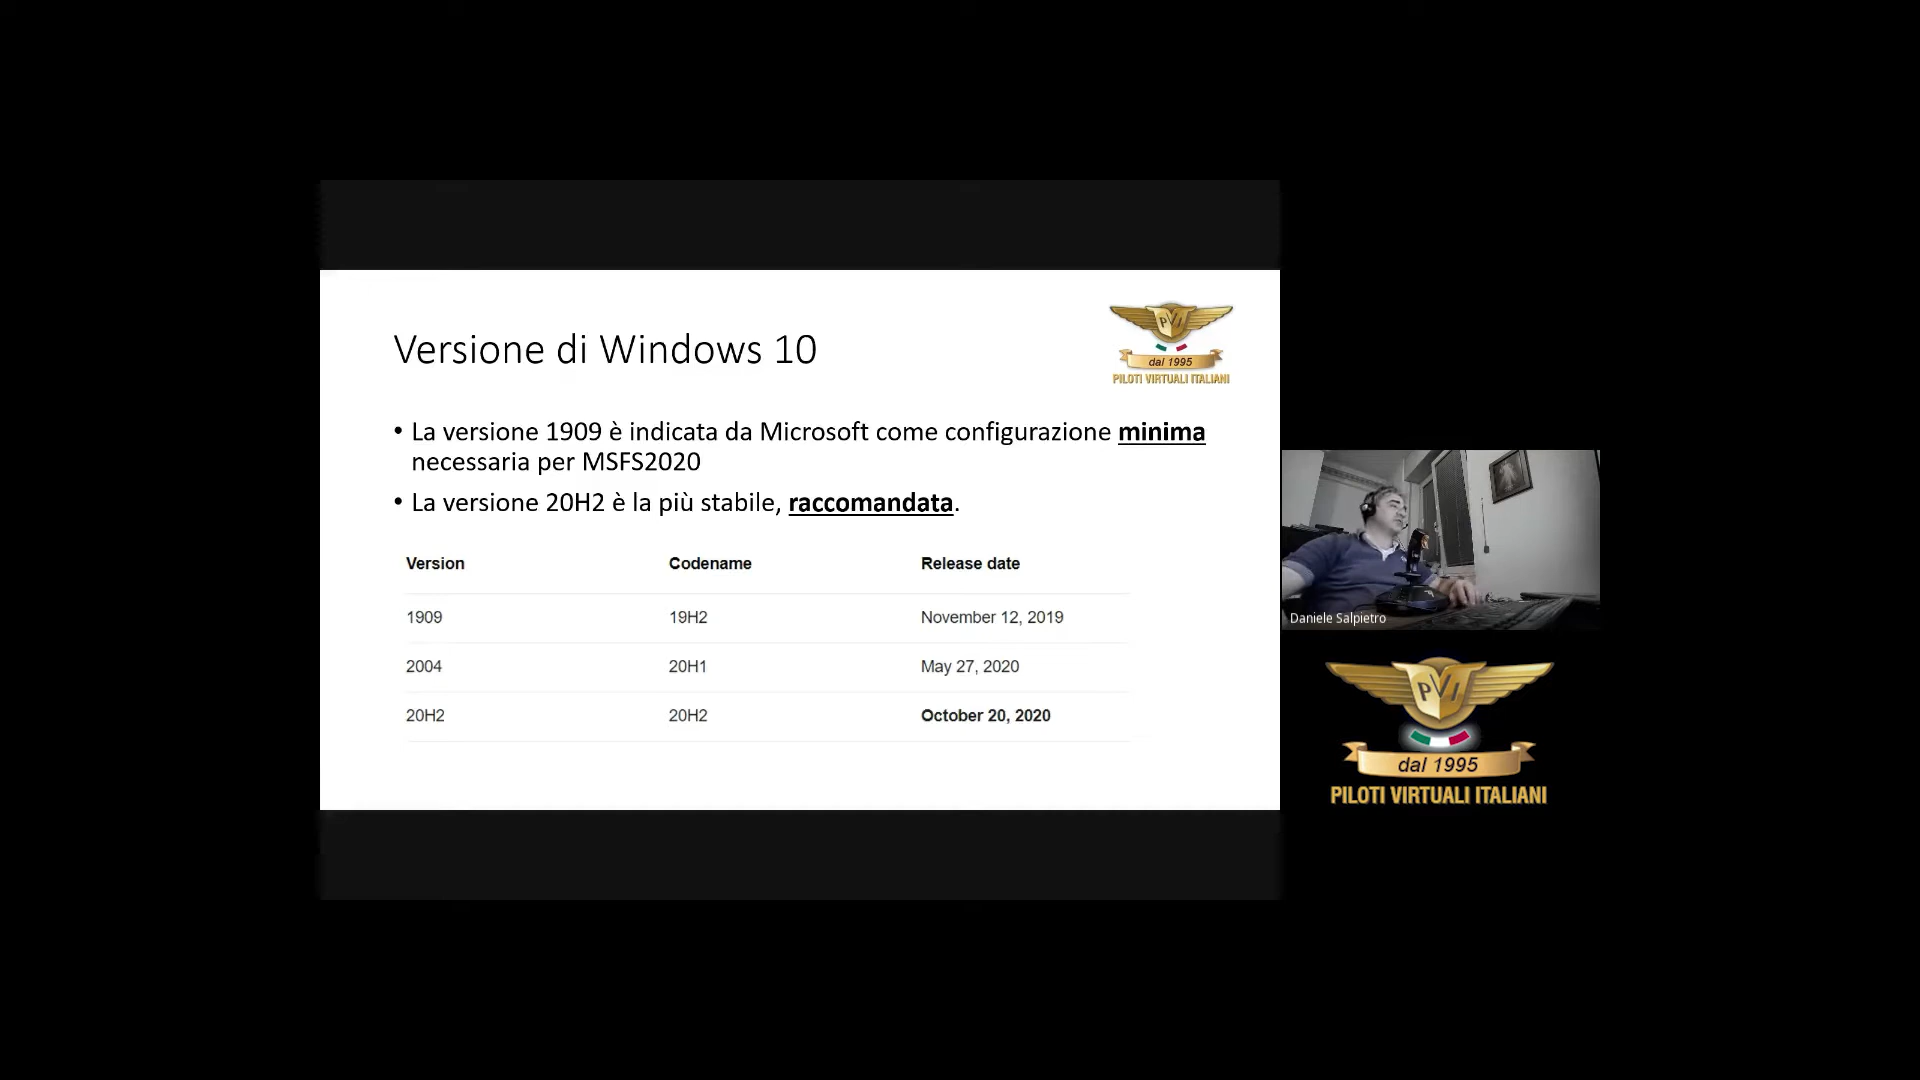 Versione di Windows 10
PVI
dal 1995
PILOTI VIRTUALI ITALIANI
• La versione 1909 è indicata da Microsoft come configurazione minima
necessaria per MSFS2020
• La versione 20H2 è la più stabile, raccomandata.
Version Codename Release date
1909 19H2 November 12, 2019
2004 20H1 May 27, 2020
20H2 20H2 October 20, 2020
Daniele Salpietro
PVI
dal 1995
PILOTI VIRTUALI ITALIANI